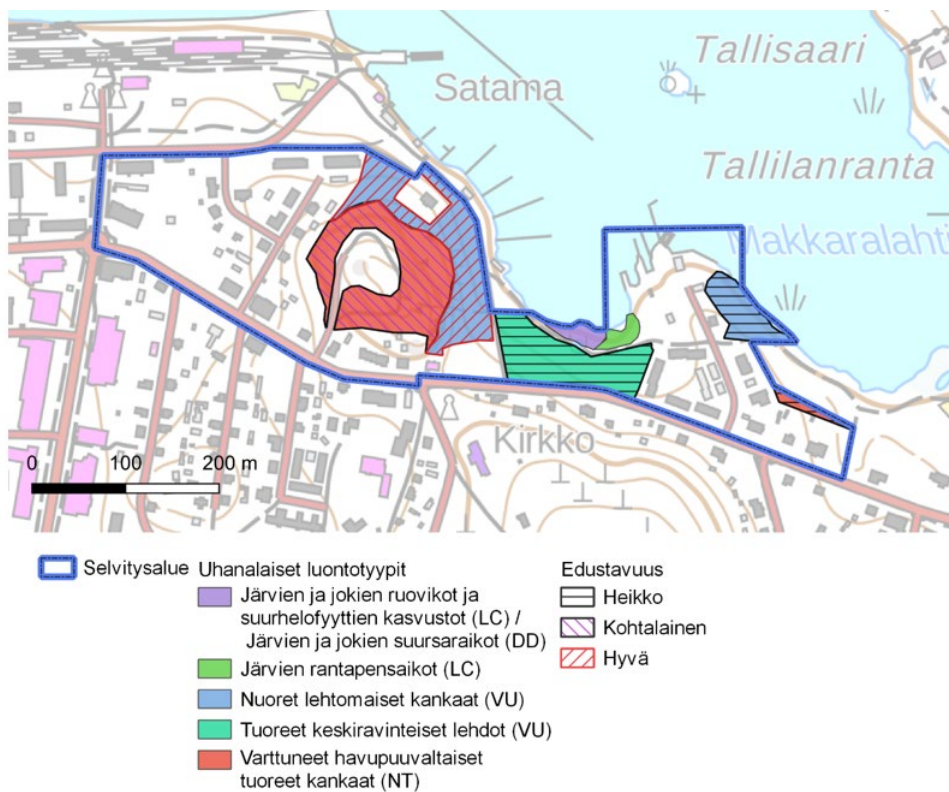 Tallisaari
Satama
Tallilanranta
Makkaralahti
Kirkko
0 100 200 m
Selvitysalue
Uhanalaiset luontotyypit
Järvien ja jokien ruovikot ja
suurhelofyyttien kasvustot (LC) /
Järvien ja jokien suursaraikot (DD)
Järvien rantapensaikot (LC)
Nuoret lehtomaiset kankaat (VU)
Tuoreet keskiravinteiset lehdot (VU)
Varttuneet havupuuvaltaiset
tuoreet kankaat (NT)
Edustavuus
Heikko
Kohtalainen
Hyvä